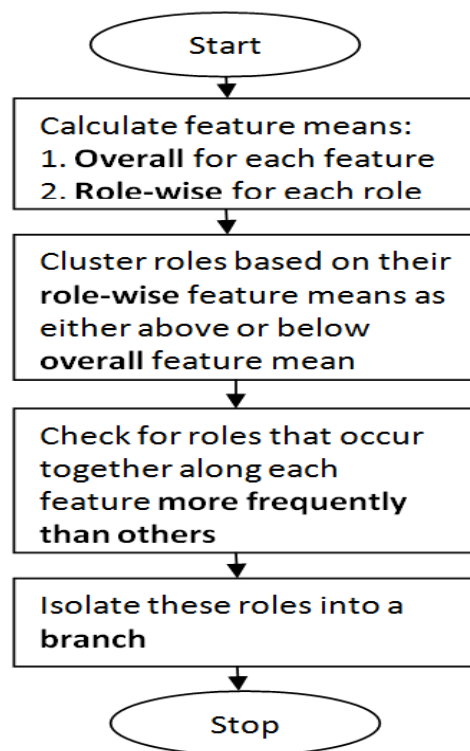 Start
Calculate feature means:
1. Overall for each feature
2. Role-wise for each role
Cluster roles based on their
role-wise feature means as
either above or below
overall feature mean
Check for roles that occur
together along each
feature more frequently
than others
Isolate these roles into a
branch
Stop